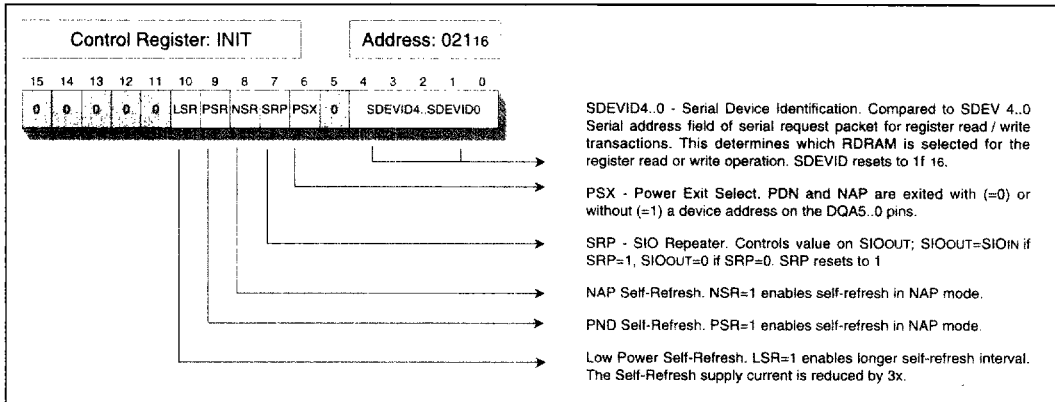 Control Register: INIT
Address: 02116
15 14 13 12 11 10 9 8 7 6 5 4 3 2 1 0
0 0 0 0 0 LSR PSR NSR SRP PSX 0 SDEVID4..SDEVID0
SDEVID4..0 - Serial Device Identification. Compared to SDEV 4..0
Serial address field of serial request packet for register read / write
transactions. This determines which RDRAM is selected for the
register read or write operation. SDEVID resets to 1f 16.
PSX - Power Exit Select. PDN and NAP are exited with (=0) or
without (=1) a device address on the DQA5..0 pins.
SRP - SIO Repeater. Controls value on SIOOUT; SIOOUT=SIOIN if
SRP=1, SIOOUT=0 if SRP=0. SRP resets to 1
NAP Self-Refresh. NSR=1 enables self-refresh in NAP mode.
PND Self-Refresh. PSR=1 enables self-refresh in NAP mode.
Low Power Self-Refresh. LSR=1 enables longer self-refresh interval.
The Self-Refresh supply current is reduced by 3x.